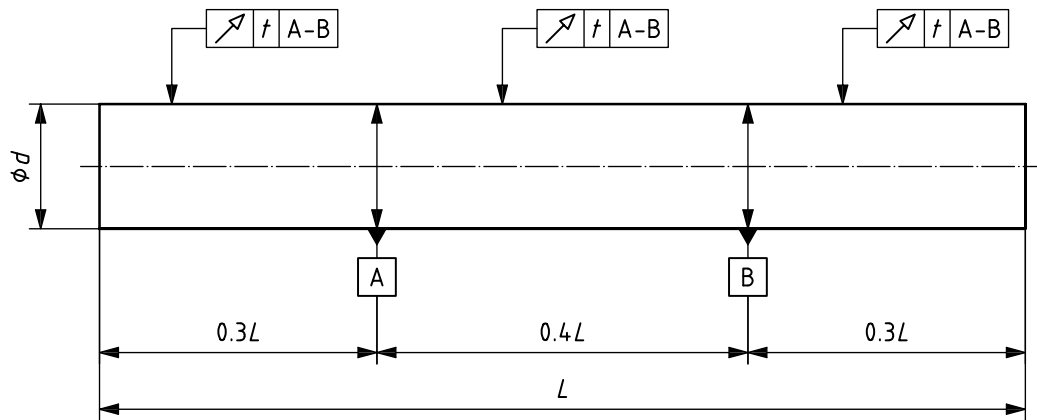 ↗ t A-B
↗ t A-B
↗ t A-B
ϕd
A
B
0.3L
0.4L
0.3L
L